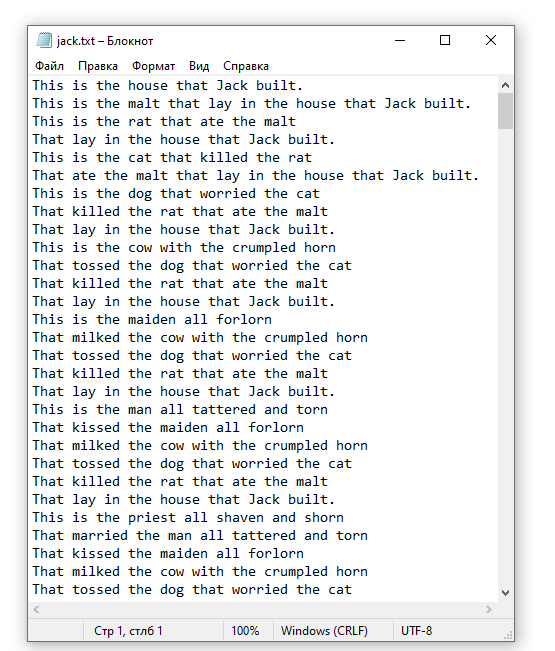 jack.txt – Блокнот
Файл Правка Формат Вид Справка
This is the house that Jack built.
This is the malt that lay in the house that Jack built.
This is the rat that ate the malt
That lay in the house that Jack built.
This is the cat that killed the rat
That ate the malt that lay in the house that Jack built.
This is the dog that worried the cat
That killed the rat that ate the malt
That lay in the house that Jack built.
This is the cow with the crumpled horn
That tossed the dog that worried the cat
That killed the rat that ate the malt
That lay in the house that Jack built.
This is the maiden all forlorn
That milked the cow with the crumpled horn
That tossed the dog that worried the cat
That killed the rat that ate the malt
That lay in the house that Jack built.
This is the man all tattered and torn
That kissed the maiden all forlorn
That milked the cow with the crumpled horn
That tossed the dog that worried the cat
That killed the rat that ate the malt
That lay in the house that Jack built.
This is the priest all shaven and shorn
That married the man all tattered and torn
That kissed the maiden all forlorn
That milked the cow with the crumpled horn
That tossed the dog that worried the cat
Стр 1, стлб 1 100% Windows (CRLF) UTF-8